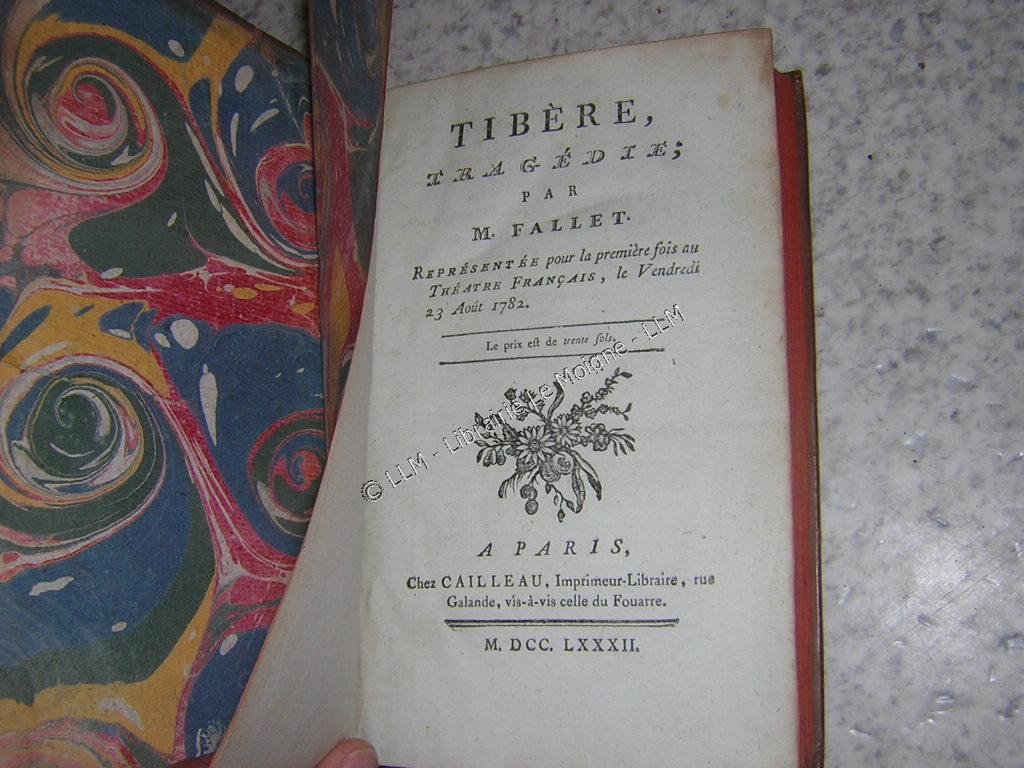 TIBÈRE,
TRAGÉDIE;
PAR
M. FALLET.
REPRÉSENTÉE pour la première fois au
THÉATRE FRANÇAIS, le Vendredi
23 Août 1782.
Le prix eſt de trente ſols.
© LLM - Librairie Le Moigne - LLM
A PARIS,
Chez CAILLEAU, Imprimeur-Libraire, rue
Galande, vis-à-vis celle du Fouarre.
M. DCC. LXXXII.